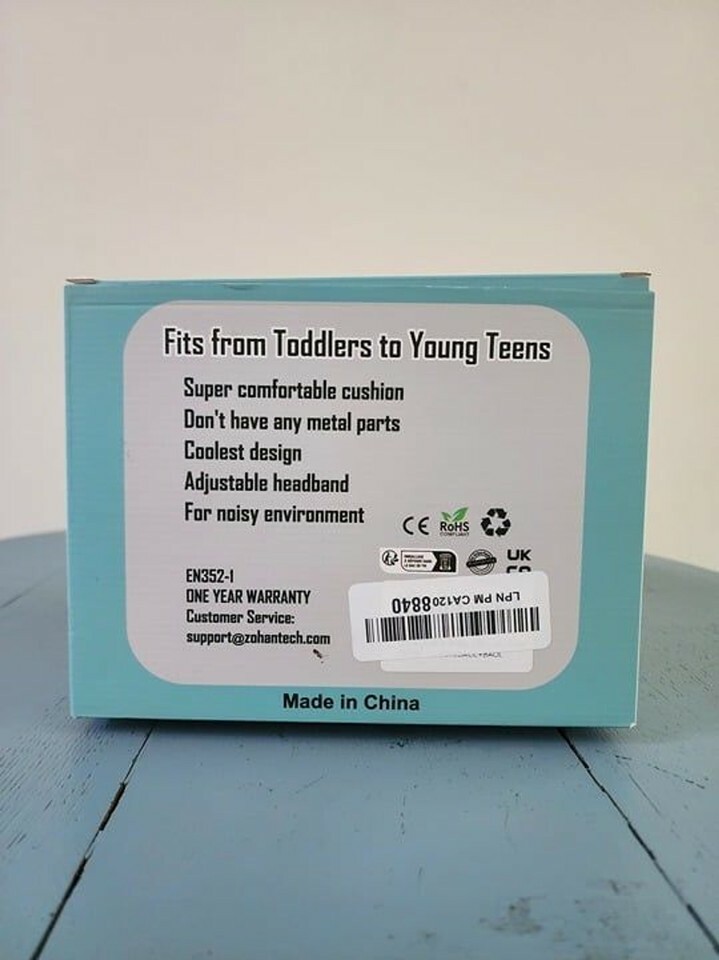 Fits from Toddlers to Young Teens
Super comfortable cushion
Don't have any metal parts
Coolest design
Adjustable headband
For noisy environment
CE
RoHS
COMPLIANT
UK
EN352-1
ONE YEAR WARRANTY
Customer Service:
support@zohantech.com
LPN PM CA1208840
Made in China